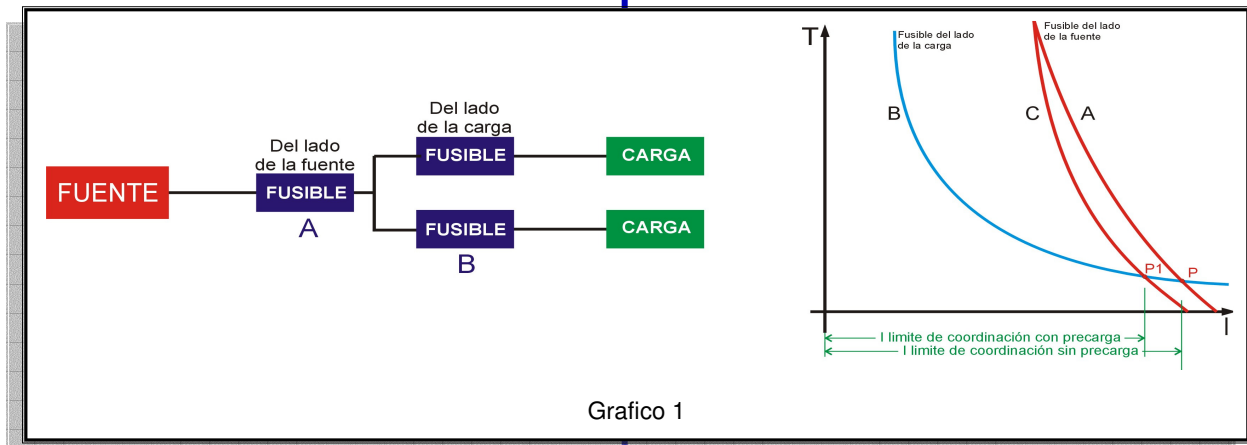 Del lado
de la carga
Del lado
de la fuente
FUENTE
FUSIBLE
A
FUSIBLE
CARGA
FUSIBLE
B
CARGA
T
Fusible del lado
de la carga
Fusible del lado
de la fuente
B
C
A
P1
P
I
I limite de coordinación con precarga
I limite de coordinación sin precarga
Grafico 1